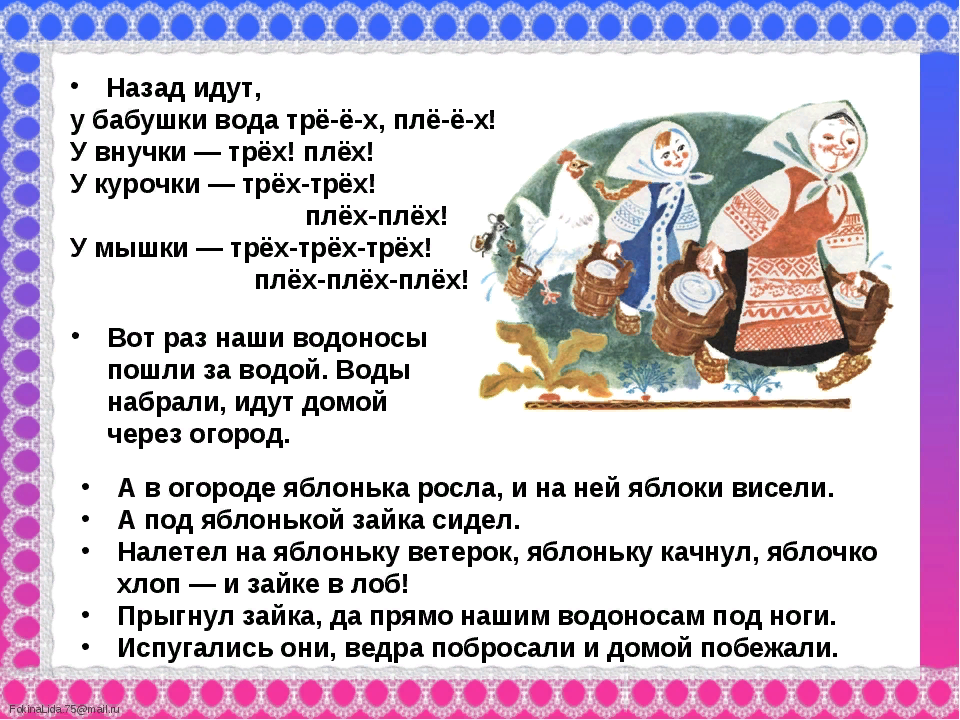 • Назад идут,
у бабушки вода трё-ё-х, плё-ё-х!
У внучки — трёх! плёх!
У курочки — трёх-трёх!
плёх-плёх!
У мышки — трёх-трёх-трёх!
плёх-плёх-плёх!
• Вот раз наши водоносы
пошли за водой. Воды
набрали, идут домой
через огород.
• А в огороде яблонька росла, и на ней яблоки висели.
• А под яблонькой зайка сидел.
• Налетел на яблоньку ветерок, яблоньку качнул, яблочко
хлоп — и зайке в лоб!
• Прыгнул зайка, да прямо нашим водоносам под ноги.
• Испугались они, ведра побросали и домой побежали.
FokinaLida.75@mail.ru